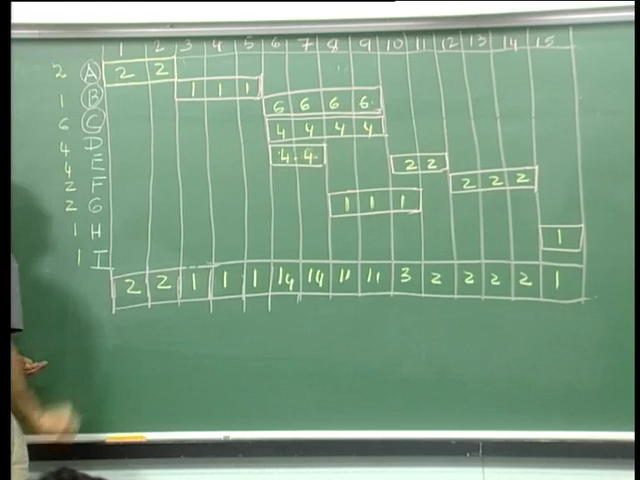 1 2 3 4 5 6 7 8 9 10 11 12 13 14 15
2 A 2 2
1 B 1 1 1
6 C 6 6 6 6
4 D 4 4 4 4
4 E 4 4 2 2
2 F 2 2 2
2 G 1 1 1
1 H 1
1 I
2 2 1 1 1 14 14 11 11 3 2 2 2 2 1